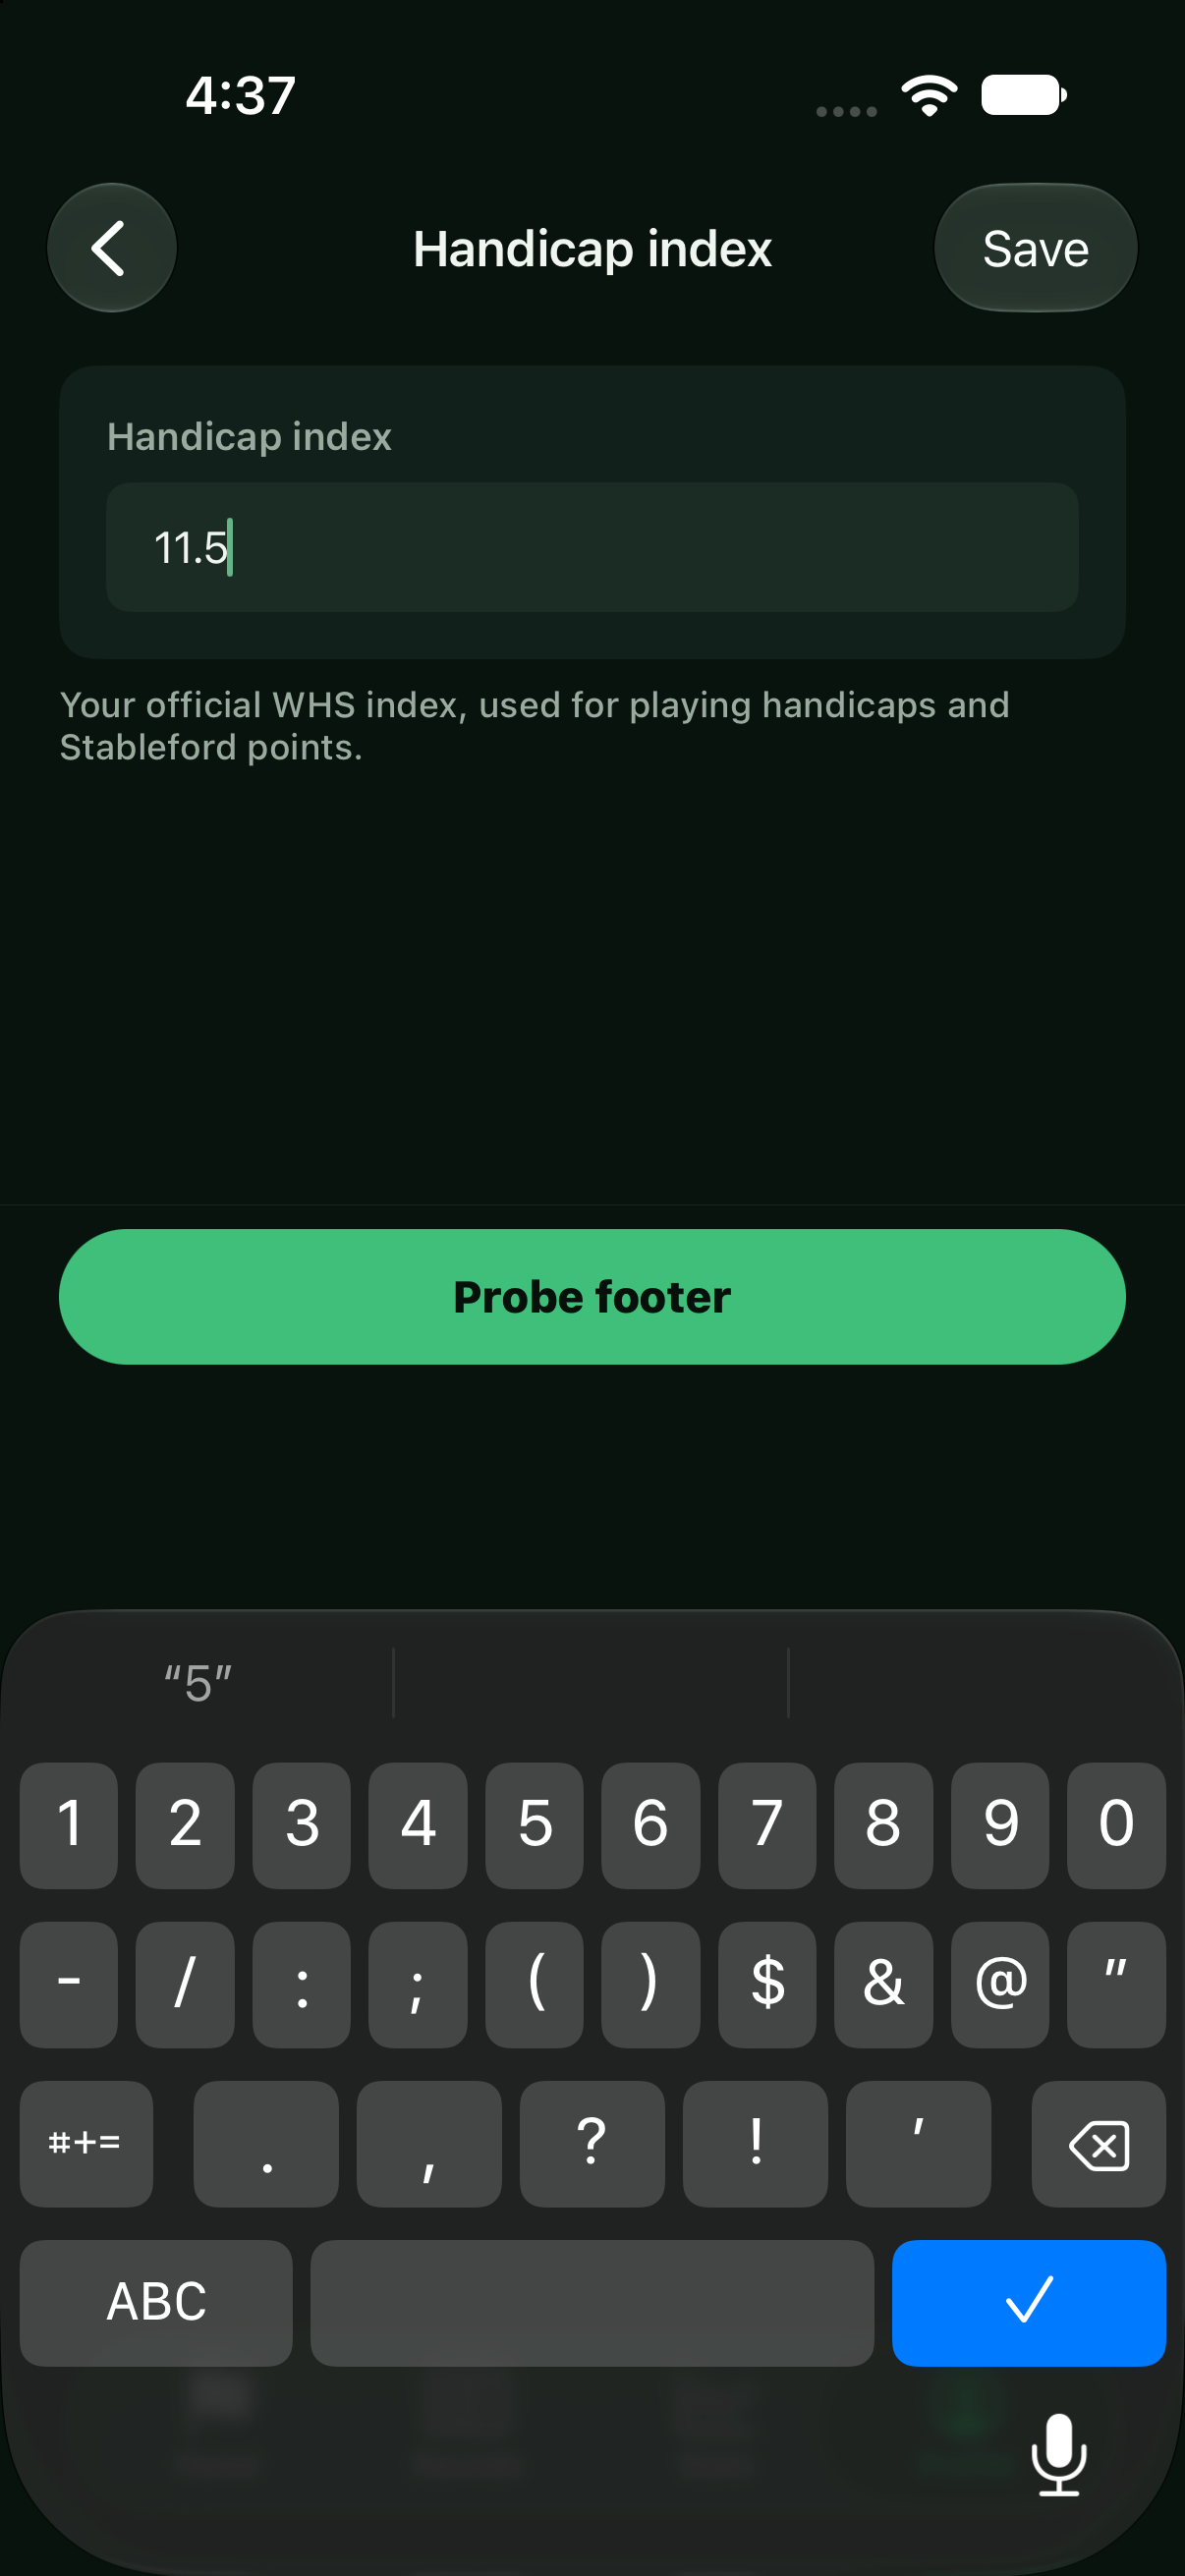 4:37
Handicap index
Save
Handicap index
11.5
Your official WHS index, used for playing handicaps and
Stableford points.
Probe footer
“5”
1 2 3 4 5 6 7 8 9 0
- / : ; ( ) $ & @ "
#+= . , ? ! '
ABC